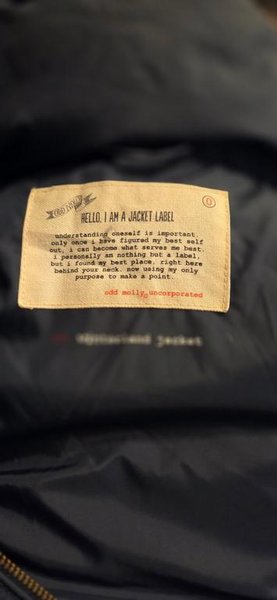 0
HELLO, I AM A JACKET LABEL
understanding oneself is important.
only once i have figured my best self
out, i can become what serves me best.
i personally am nothing but a label,
but i found my best place, right here
behind your neck. now using my only
purpose to make a point.
odd molly uncorporated
jacket